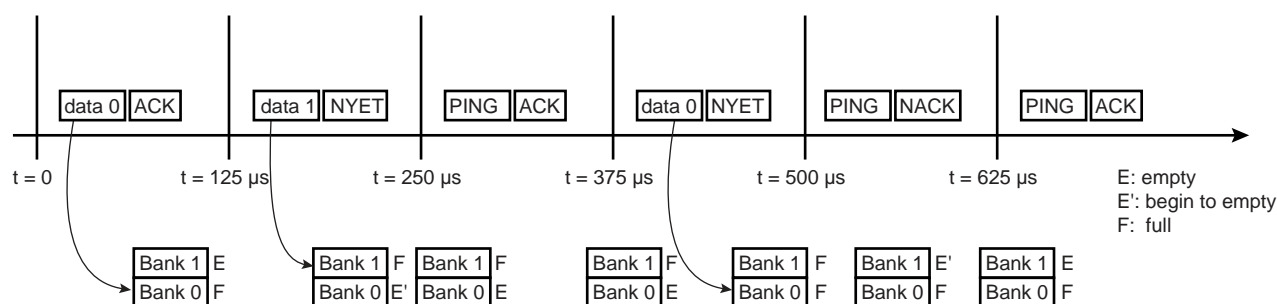 data 0 ACK data 1 NYET PING ACK data 0 NYET PING NACK PING ACK
t = 0 t = 125 μs t = 250 μs t = 375 μs t = 500 μs t = 625 μs E: empty
E': begin to empty
F: full
Bank 1 E Bank 1 F Bank 1 F Bank 1 F Bank 1 F Bank 1 E' Bank 1 E
Bank 0 F Bank 0 E' Bank 0 E Bank 0 E Bank 0 F Bank 0 F Bank 0 F